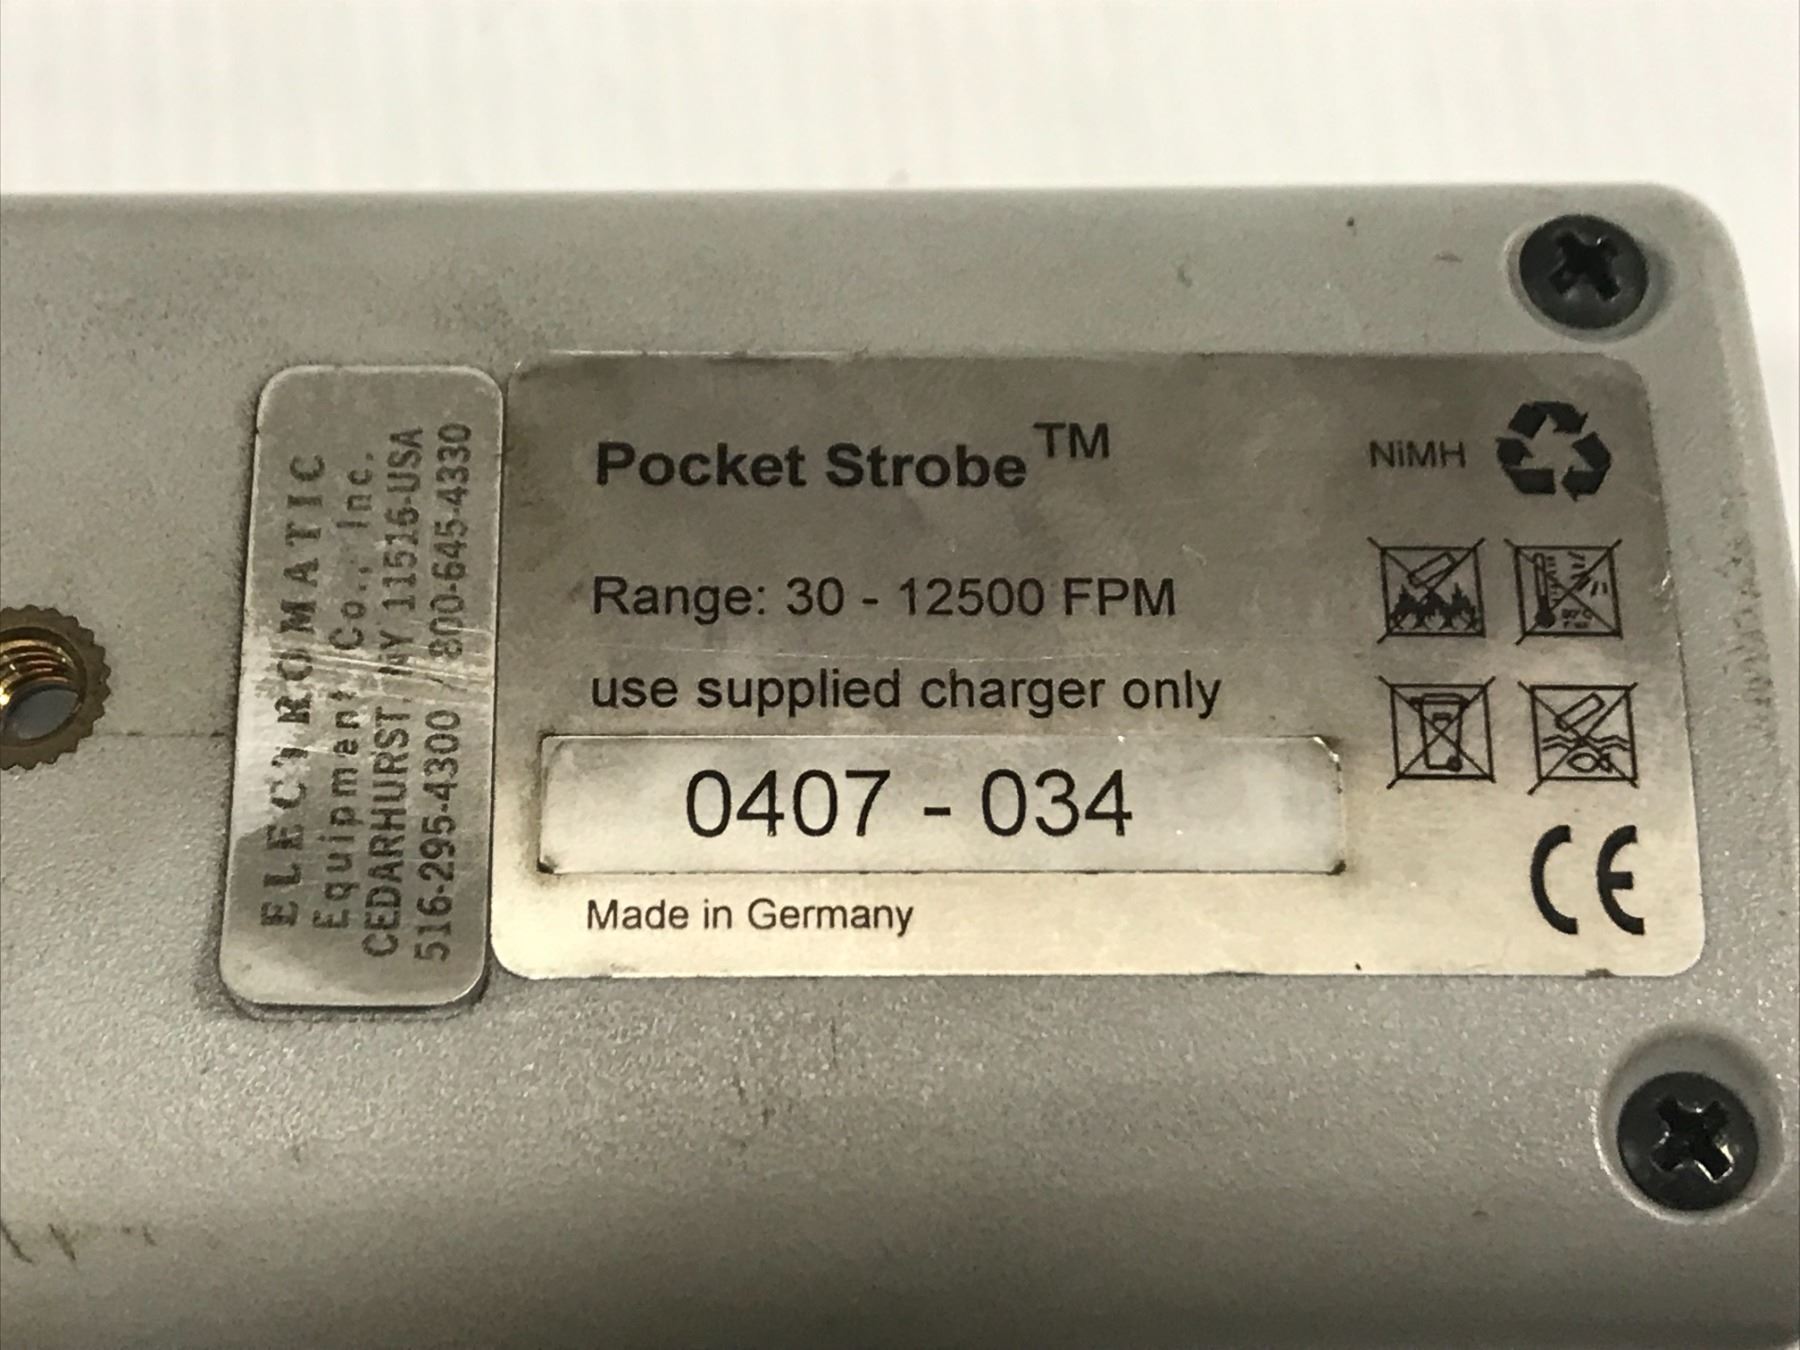 ELECTROMATIC
Equipment Co., Inc.
CEDARHURST, NY 11516-USA
516-295-4300 / 800-645-4330
Pocket Strobe™
NiMH
Range: 30 - 12500 FPM
use supplied charger only
0407 - 034
Made in Germany
CE